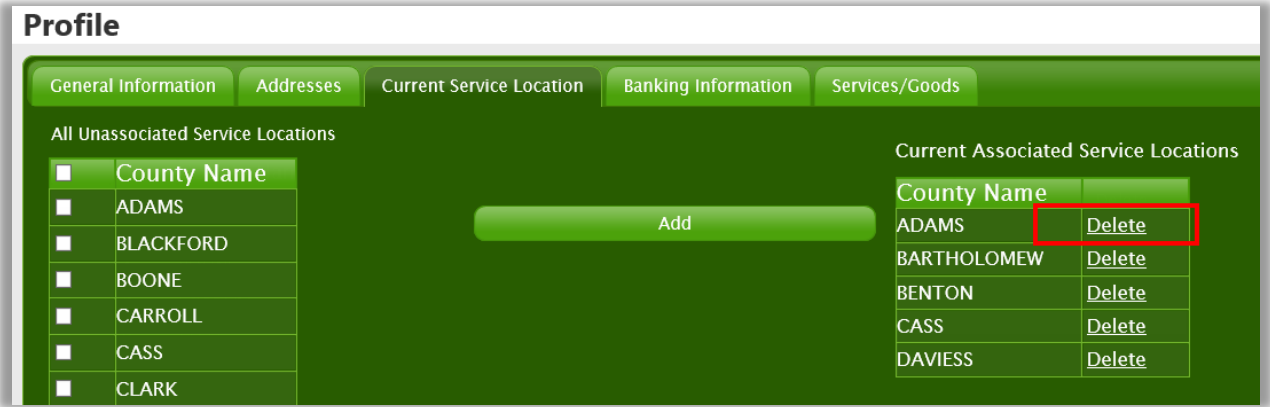 Profile
General Information Addresses Current Service Location Banking Information Services/Goods
All Unassociated Service Locations
County Name
ADAMS
BLACKFORD
BOONE
CARROLL
CASS
CLARK
Add
Current Associated Service Locations
County Name
ADAMS Delete
BARTHOLOMEW Delete
BENTON Delete
CASS Delete
DAVIESS Delete